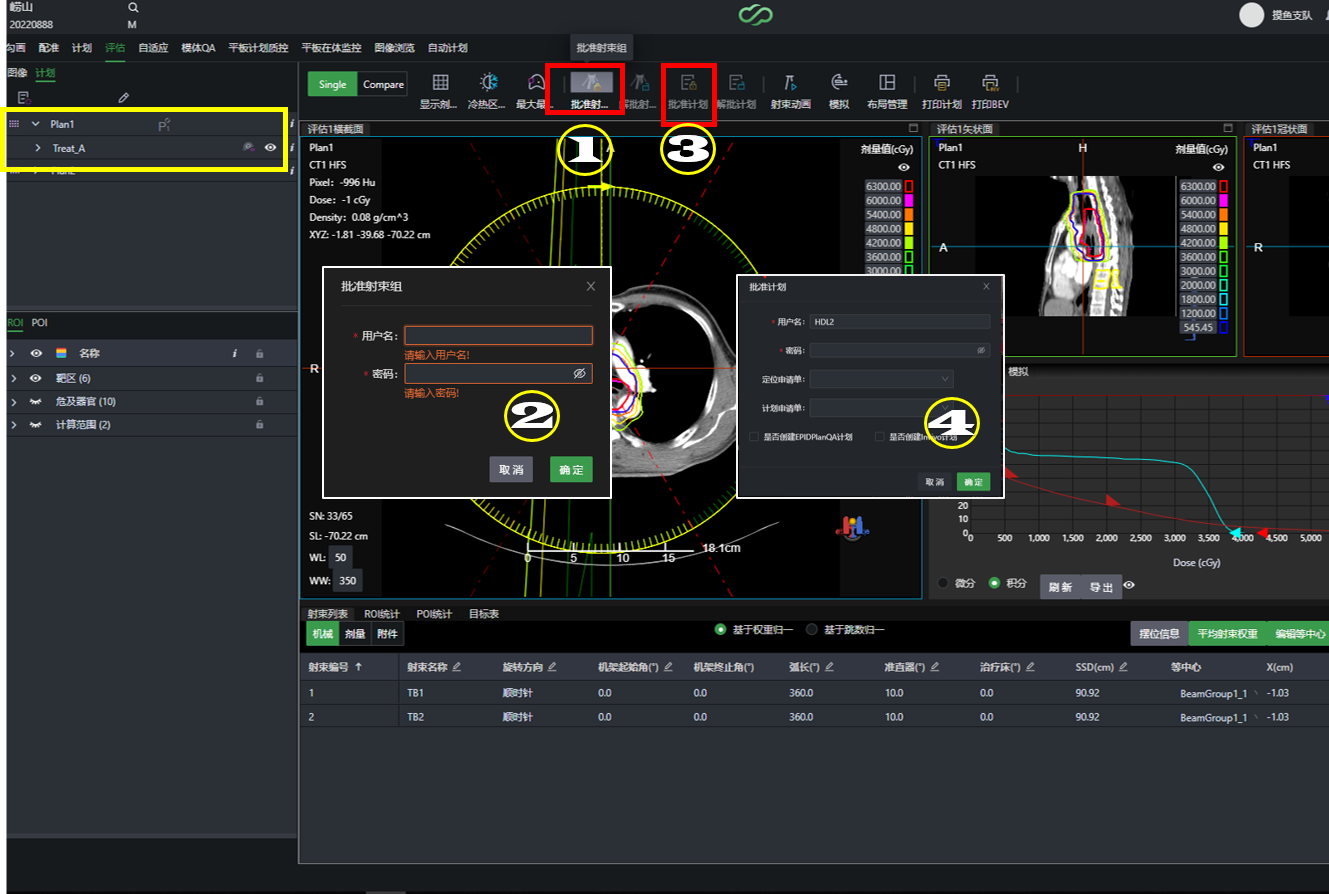 崂山
20220888
M
摸鱼支队
勾画 配准 计划 评估 自适应 模体QA 平板计划质控 平板在体监控 图像浏览 自动计划
批准射束组
图像 计划
Single Compare
显示剂... 冷热区... 最大最... 批准射... 解批射... 批准计划 解批计划 射束动画 模拟 布局管理 打印计划 打印BEV
1 3
Plan1
Treat_A
评估1横截面
Plan1
CT1 HFS
Pixel: -996 Hu
Dose: -1 cGy
Density: 0.08 g/cm^3
XYZ: -1.81 -39.68 -70.22 cm
A
R
剂量值(cGy)
6300.00
6000.00
5400.00
4800.00
4200.00
3600.00
3000.00
评估1矢状面
Plan1
CT1 HFS
H
A
剂量值(cGy)
6300.00
6000.00
5400.00
4800.00
4200.00
3600.00
3000.00
2000.00
1800.00
1200.00
545.45
评估1冠状面
Plan1
CT1 HFS
R
批准射束组
* 用户名:
请输入用户名!
* 密码:
请输入密码!
2
取消 确定
批准计划
* 用户名: HDL2
* 密码:
定位申请单:
计划申请单:
4
是否创建EPIDPlanQA计划
取消 确定
ROI POI
名称 i
靶区 (6)
危及器官 (10)
计算范围 (2)
SN: 33/65
SL: -70.22 cm
WL: 50
WW: 350
0 5 10 15 18.1cm
模拟
20
10
0
0 500 1,000 1,500 2,000 2,500 3,000 3,500 4,000 4,500 5,000
Dose (cGy)
微分 积分 刷新 导出
射束列表 ROI统计 POI统计 目标表
机械 剂量 附件
基于权重归一 基于跳数归一
摆位信息 平均射束权重 编辑等中心
射束编号 射束名称 旋转方向 机架起始角(°) 机架终止角(°) 弧长(°) 准直器(°) 治疗床(°) SSD(cm) 等中心 X(cm)
1 TB1 顺时针 0.0 0.0 360.0 10.0 0.0 90.92 BeamGroup1_1 -1.03
2 TB2 顺时针 0.0 0.0 360.0 10.0 0.0 90.92 BeamGroup1_1 -1.03